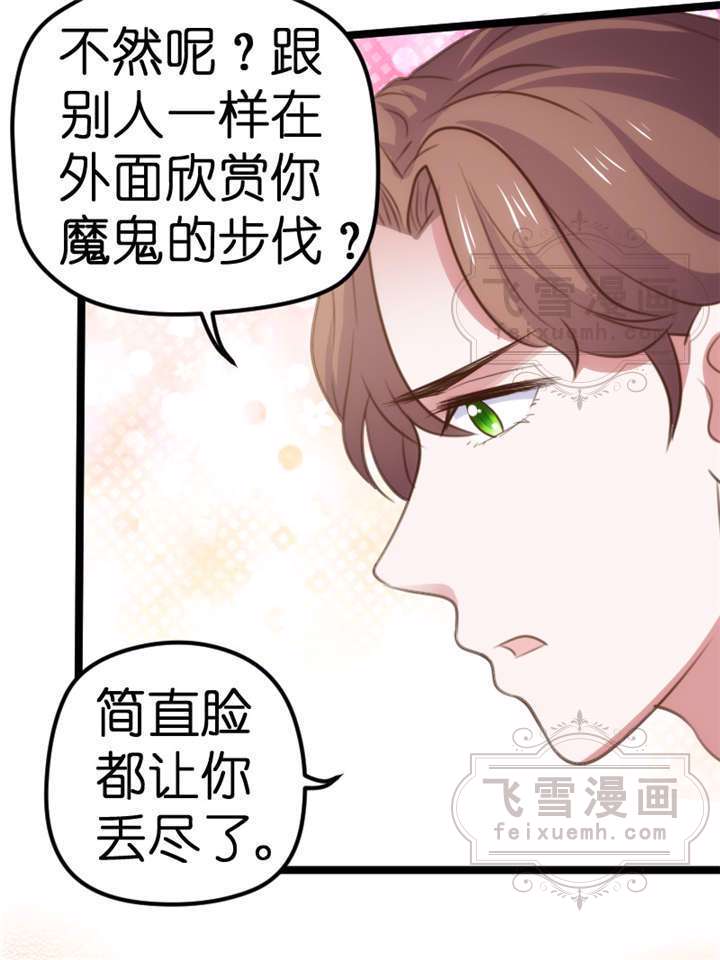 不然呢？跟
别人一样在
外面欣赏你
魔鬼的步伐？
飞雪漫画
feixuemh.com
简直脸
都让你
丢尽了。
飞雪漫画
feixuemh.com